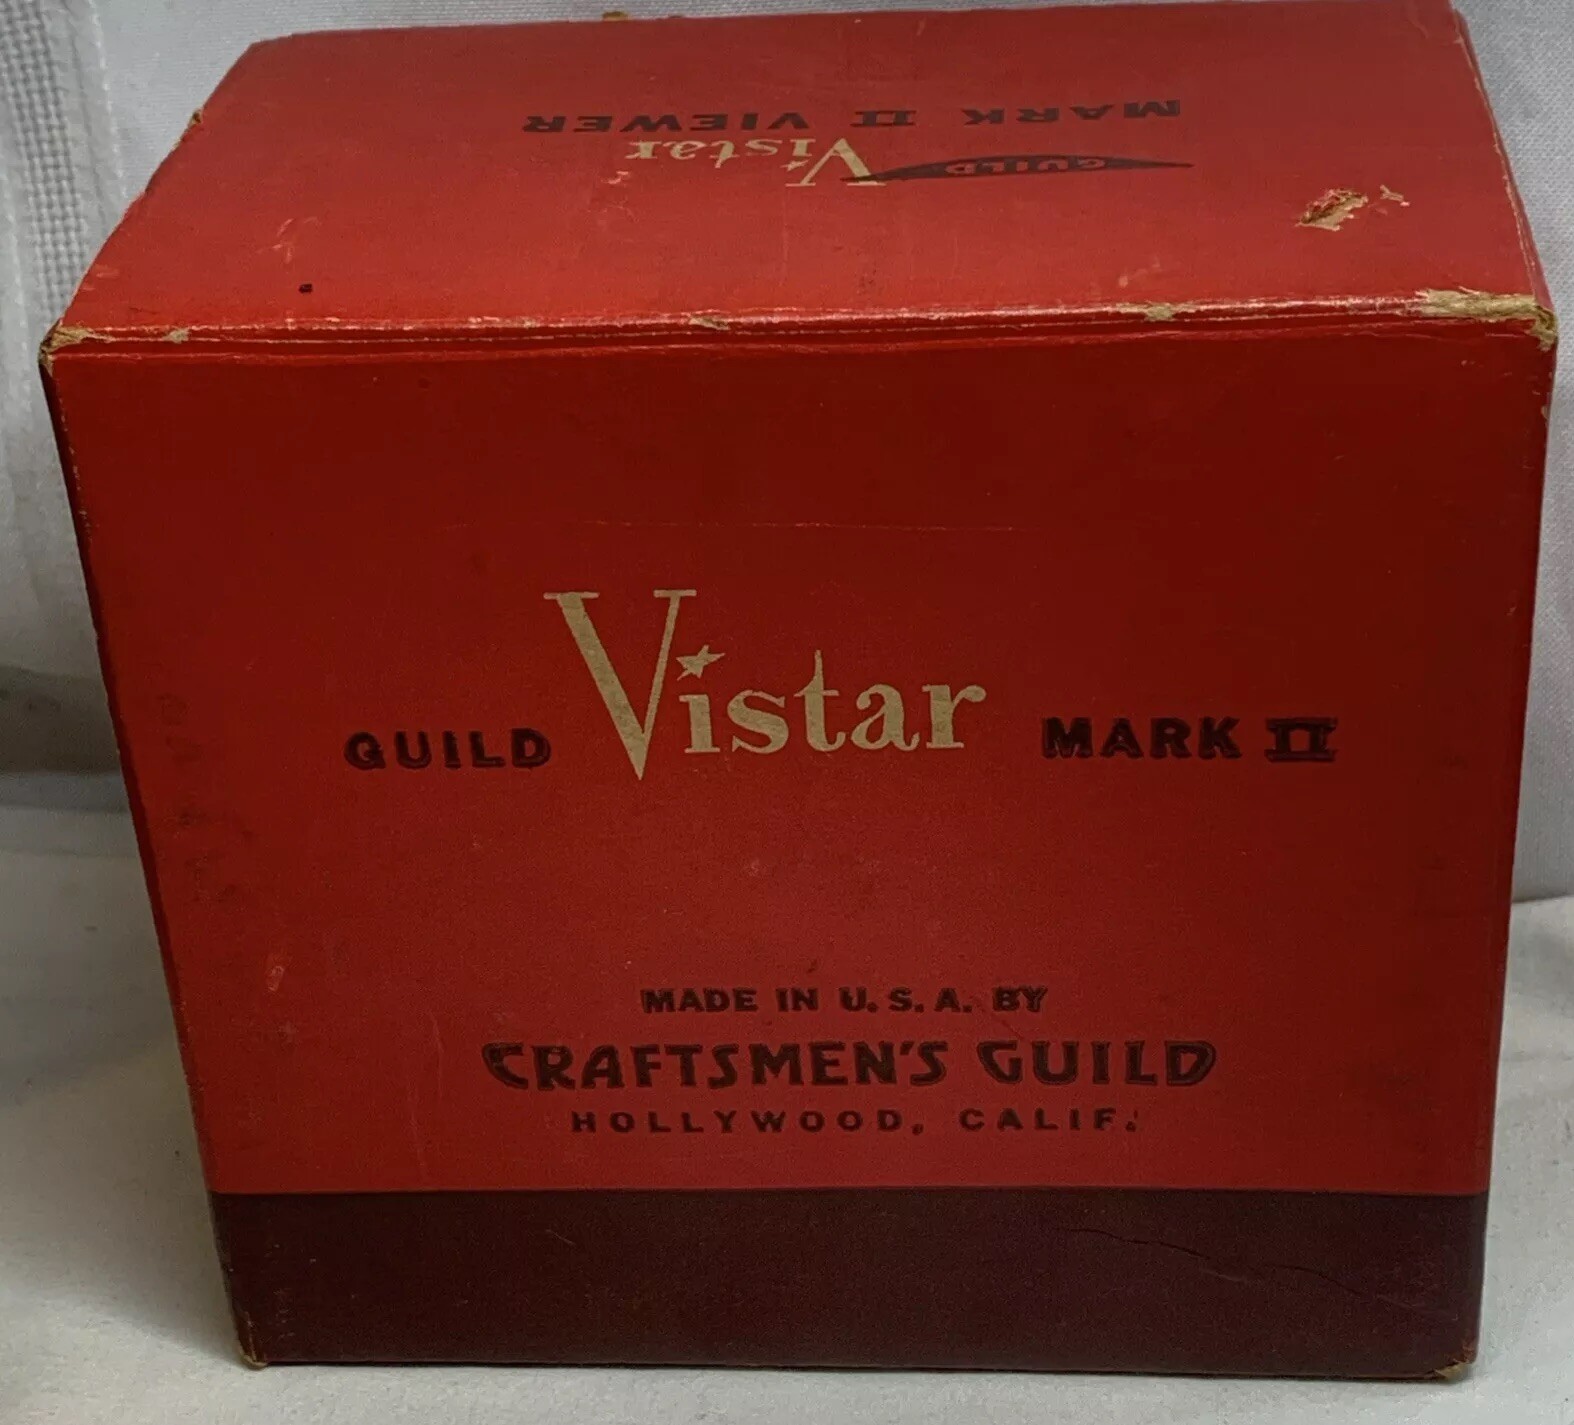 MARK II VIEWER
GUILD Vistar
GUILD Vistar MARK II
MADE IN U.S.A. BY
CRAFTSMEN'S GUILD
HOLLYWOOD, CALIF.